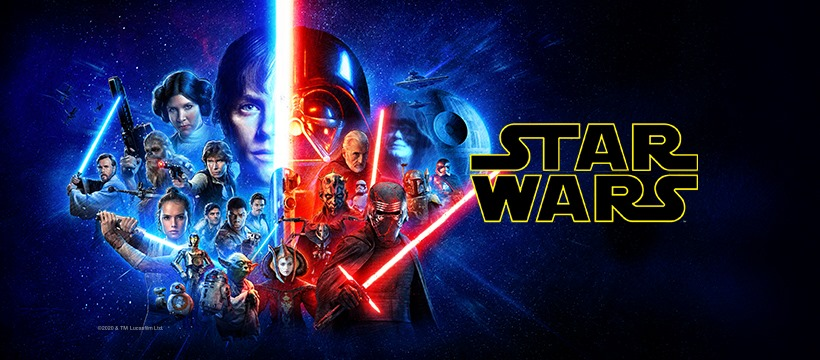 STAR
WARS
©2020 & TM Lucasfilm Ltd.